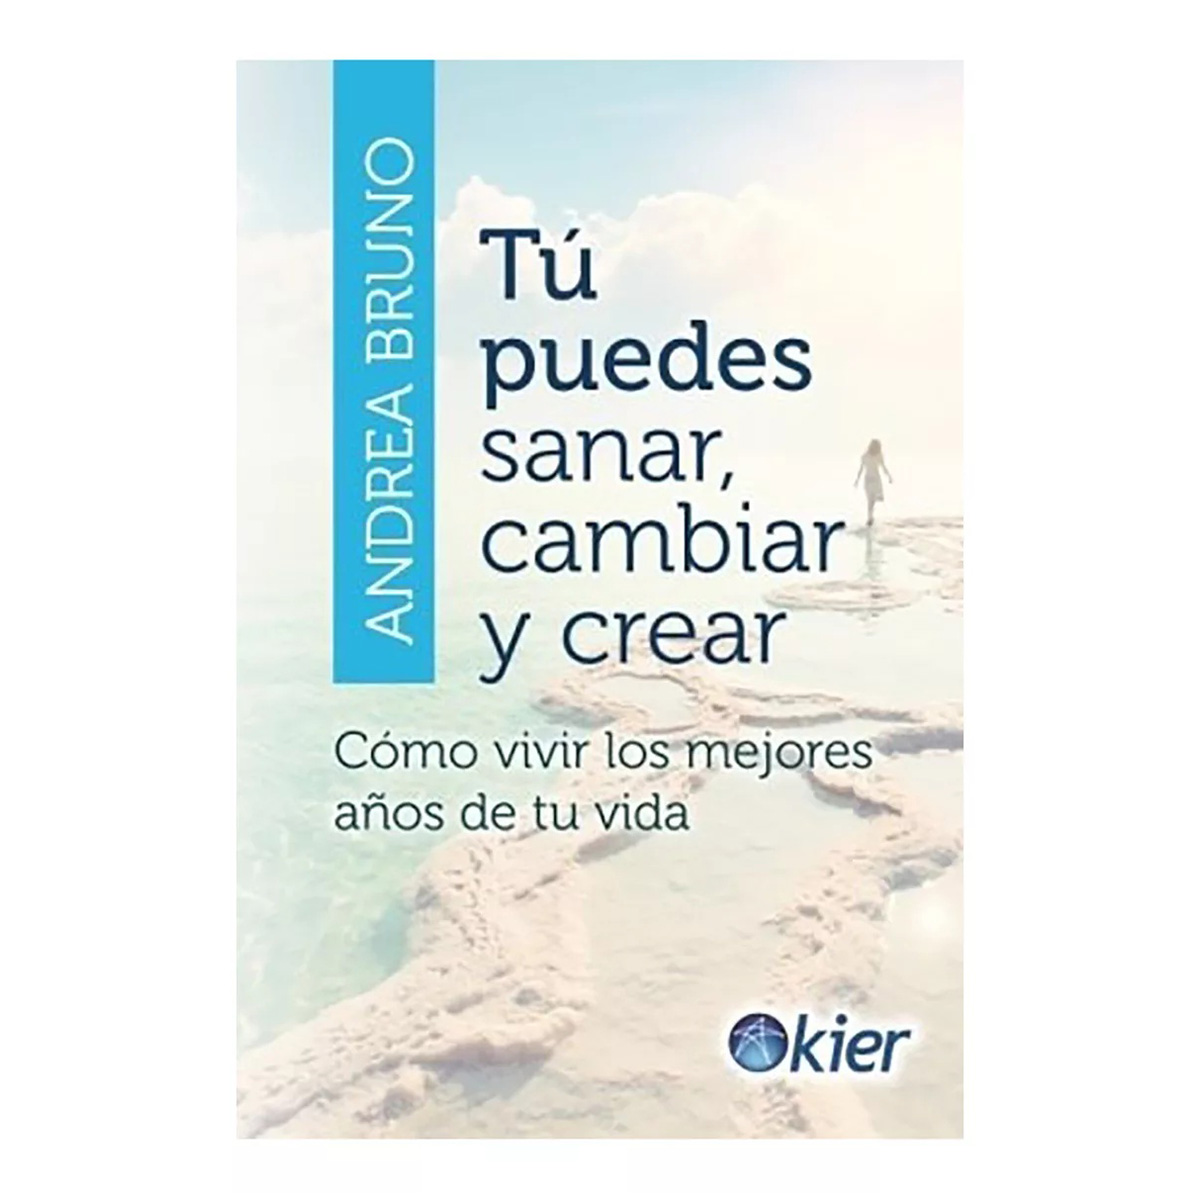 ANDREA BRUNO
Tú
puedes
sanar,
cambiar
y crear
Cómo vivir los mejores
años de tu vida
kier